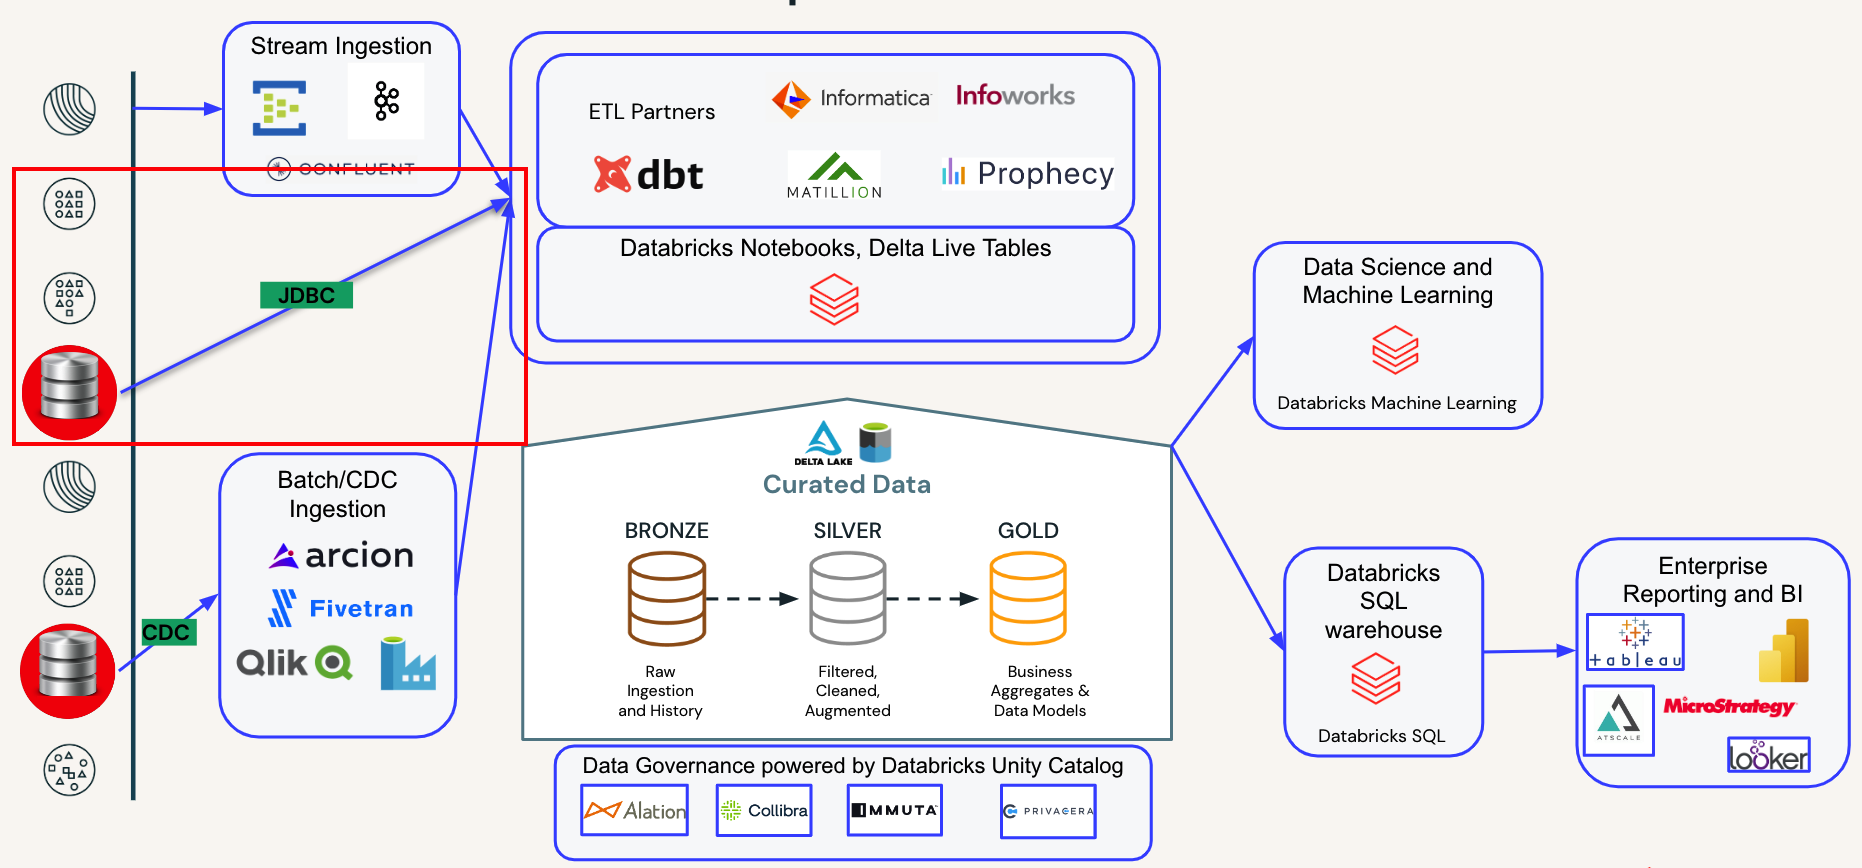 Stream Ingestion
CONFLUENT
ETL Partners
Informatica
Infoworks
dbt
MATILLION
Prophecy
Databricks Notebooks, Delta Live Tables
JDBC
Data Science and
Machine Learning
Databricks Machine Learning
DELTA LAKE
Curated Data
BRONZE
SILVER
GOLD
Raw
Ingestion
and History
Filtered,
Cleaned,
Augmented
Business
Aggregates &
Data Models
Batch/CDC
Ingestion
arcion
Fivetran
Qlik
CDC
Databricks
SQL
warehouse
Databricks SQL
Enterprise
Reporting and BI
+ableau
ATSCALE
MicroStrategy
looker
Data Governance powered by Databricks Unity Catalog
Alation
Collibra
IMMUTA
PRIVACERA